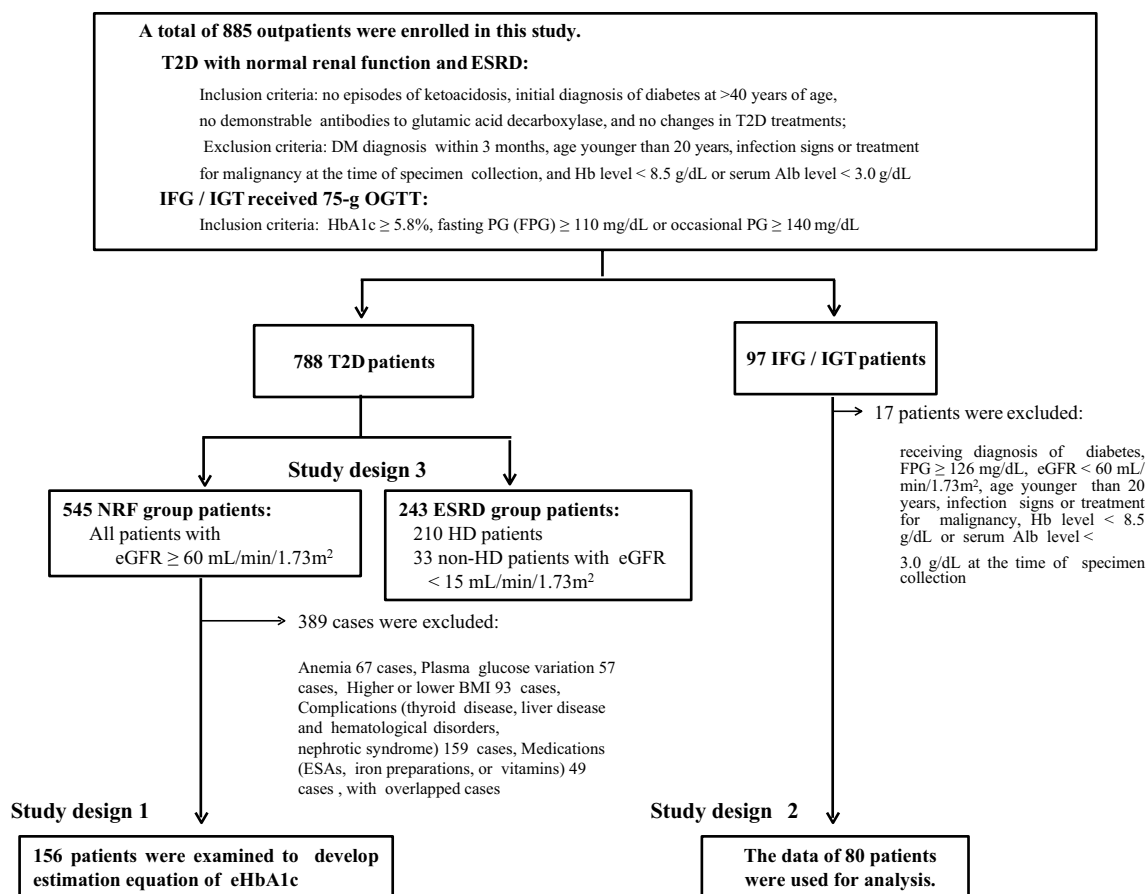 A total of 885 outpatients were enrolled in this study.
T2D with normal renal function and ESRD:
Inclusion criteria: no episodes of ketoacidosis, initial diagnosis of diabetes at >40 years of age,
no demonstrable antibodies to glutamic acid decarboxylase, and no changes in T2D treatments;
Exclusion criteria: DM diagnosis within 3 months, age younger than 20 years, infection signs or treatment
for malignancy at the time of specimen collection, and Hb level < 8.5 g/dL or serum Alb level < 3.0 g/dL
IFG / IGT received 75-g OGTT:
Inclusion criteria: HbA1c ≥ 5.8%, fasting PG (FPG) ≥ 110 mg/dL or occasional PG ≥ 140 mg/dL
788 T2D patients
97 IFG / IGT patients
17 patients were excluded:
receiving diagnosis of diabetes,
FPG ≥ 126 mg/dL, eGFR < 60 mL/
min/1.73m², age younger than 20
years, infection signs or treatment
for malignancy, Hb level < 8.5
g/dL or serum Alb level <
3.0 g/dL at the time of specimen
collection
Study design 3
545 NRF group patients:
All patients with
eGFR ≥ 60 mL/min/1.73m²
243 ESRD group patients:
210 HD patients
33 non-HD patients with eGFR
< 15 mL/min/1.73m²
389 cases were excluded:
Anemia 67 cases, Plasma glucose variation 57
cases, Higher or lower BMI 93 cases,
Complications (thyroid disease, liver disease
and hematological disorders,
nephrotic syndrome) 159 cases, Medications
(ESAs, iron preparations, or vitamins) 49
cases , with overlapped cases
Study design 1
156 patients were examined to develop
estimation equation of eHbA1c
Study design 2
The data of 80 patients
were used for analysis.